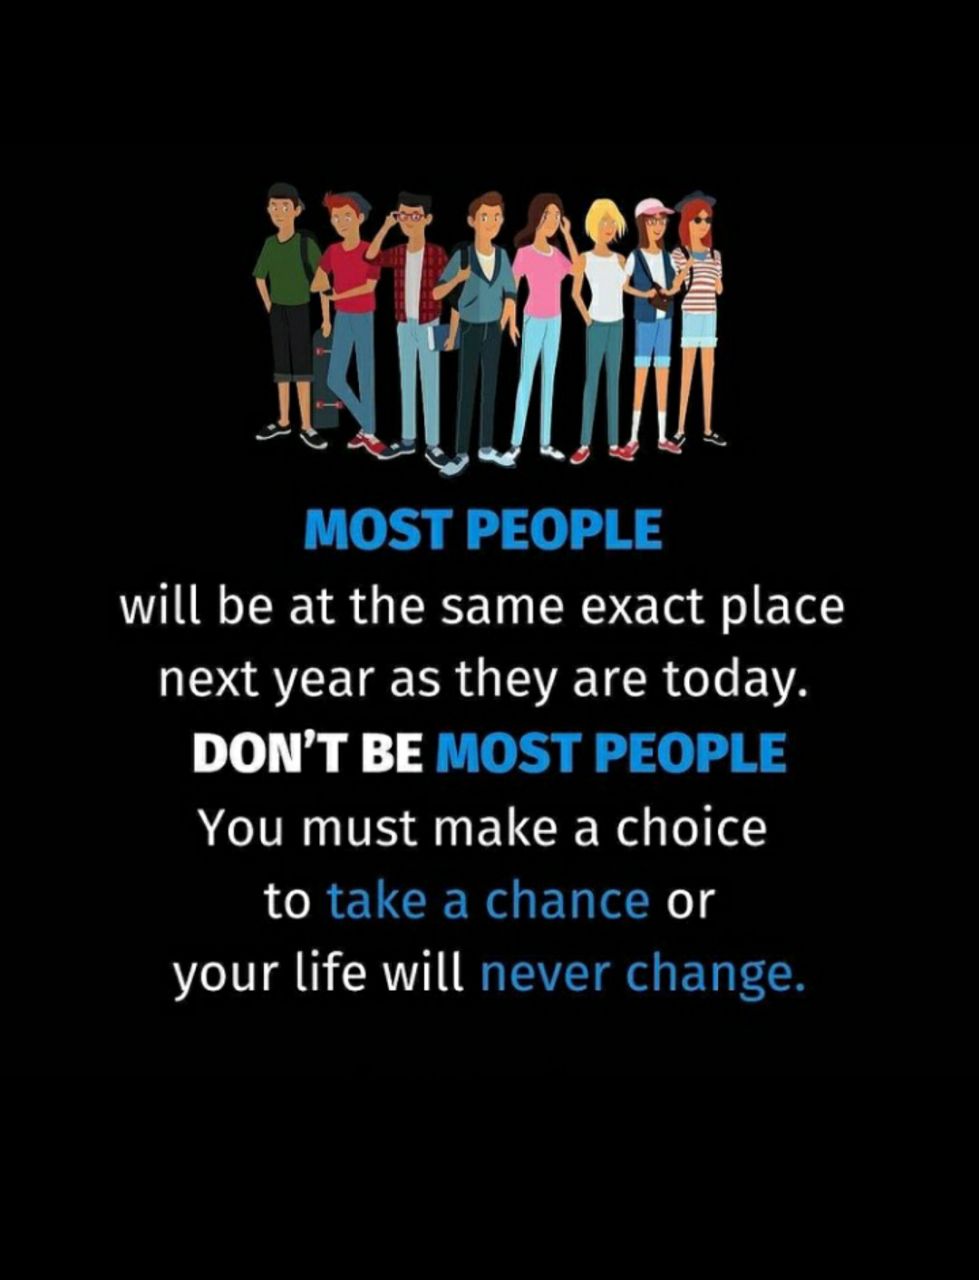 MOST PEOPLE
will be at the same exact place
next year as they are today.
DON'T BE MOST PEOPLE
You must make a choice
to take a chance or
your life will never change.